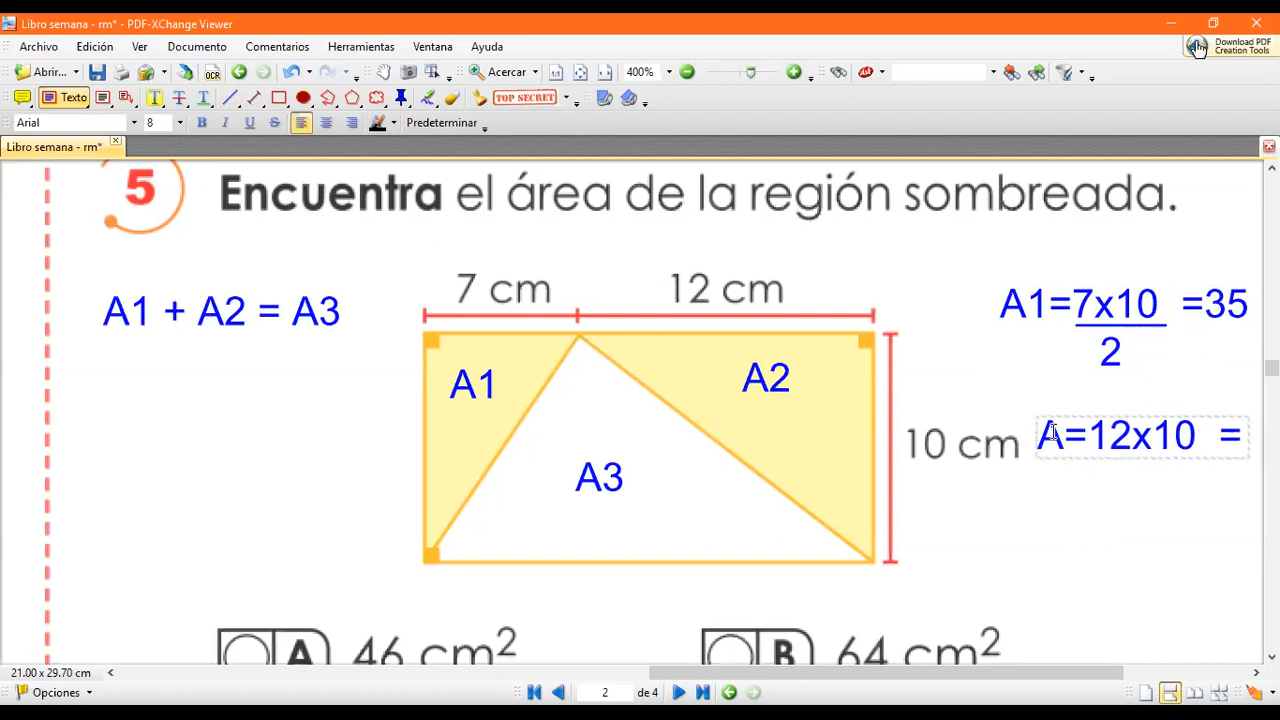 Libro semana - rm* - PDF-XChange Viewer
Archivo Edición Ver Documento Comentarios Herramientas Ventana Ayuda
Download PDF
Creation Tools
Abrir... OCR Acercar 1:1 400%
Texto T T T TOP SECRET
Arial 8 B I U S Predeterminar
Libro semana - rm*
5 Encuentra el área de la región sombreada.
7 cm 12 cm
A1 + A2 = A3
A1=7x10 =35
2
A1 A2
A3
10 cm
A=12x10 =
A 46 cm² B 64 cm²
21.00 x 29.70 cm
Opciones 2 de 4